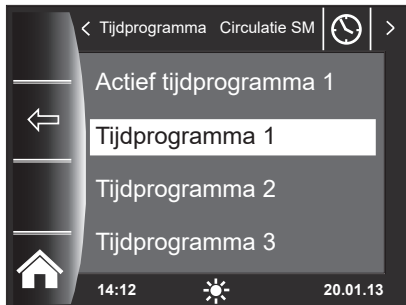 < Tijdprogramma Circulatie SM >
Actief tijdprogramma 1
Tijdprogramma 1
Tijdprogramma 2
Tijdprogramma 3
14:12 20.01.13